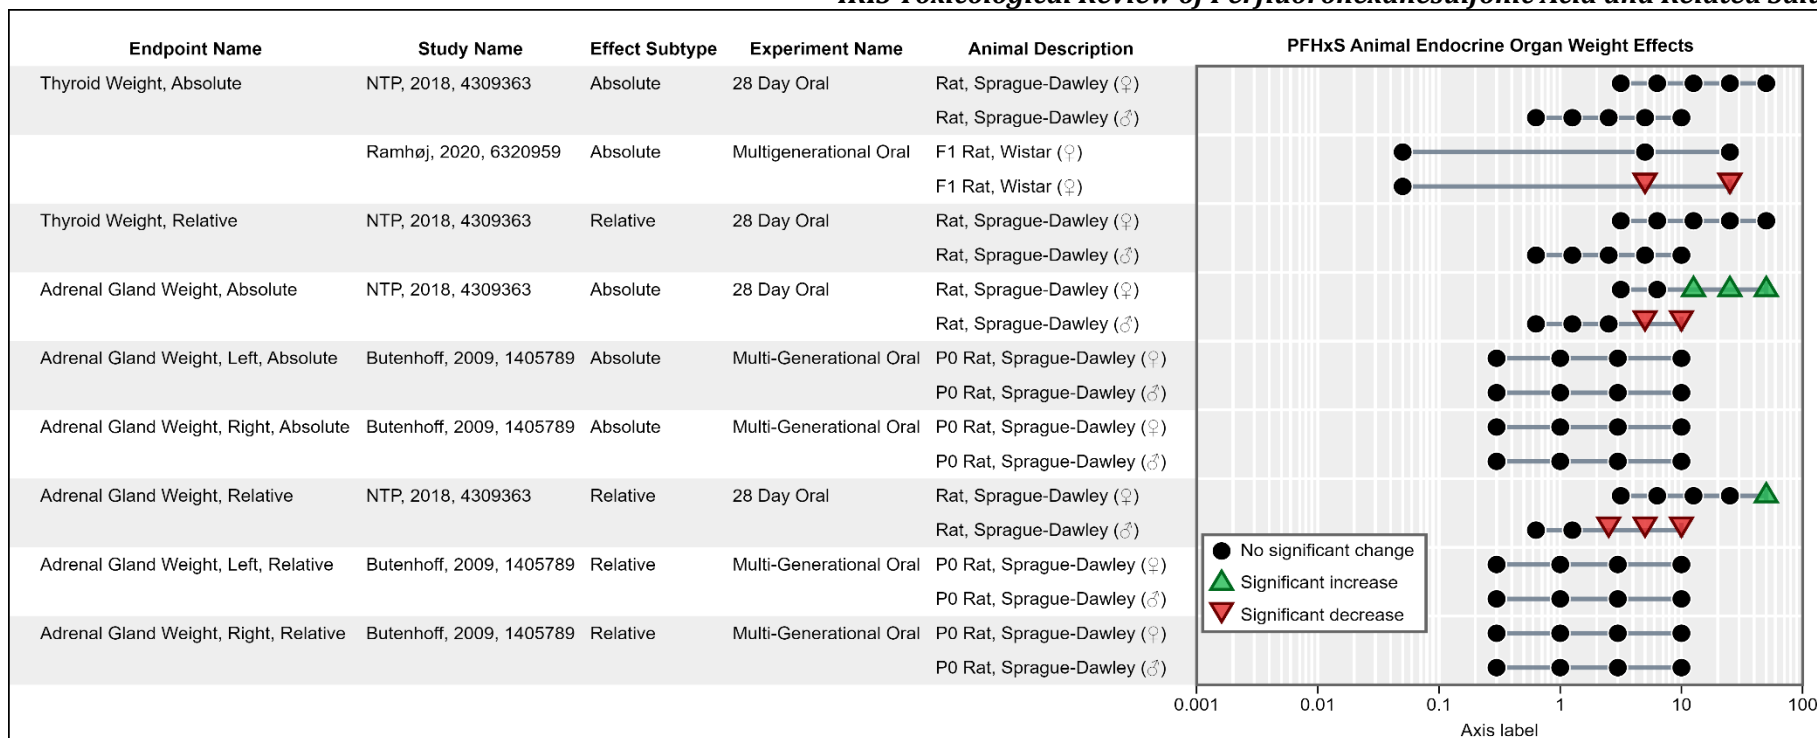 IRIS Toxicological Review of Perfluorohexanesulfonic Acid and Related Salts
Endpoint Name Study Name Effect Subtype Experiment Name Animal Description PFHxS Animal Endocrine Organ Weight Effects
Thyroid Weight, Absolute NTP, 2018, 4309363 Absolute 28 Day Oral Rat, Sprague-Dawley (♀)
Rat, Sprague-Dawley (♂)
Ramhøj, 2020, 6320959 Absolute Multigenerational Oral F1 Rat, Wistar (♀)
F1 Rat, Wistar (♀)
Thyroid Weight, Relative NTP, 2018, 4309363 Relative 28 Day Oral Rat, Sprague-Dawley (♀)
Rat, Sprague-Dawley (♂)
Adrenal Gland Weight, Absolute NTP, 2018, 4309363 Absolute 28 Day Oral Rat, Sprague-Dawley (♀)
Rat, Sprague-Dawley (♂)
Adrenal Gland Weight, Left, Absolute Butenhoff, 2009, 1405789 Absolute Multi-Generational Oral P0 Rat, Sprague-Dawley (♀)
P0 Rat, Sprague-Dawley (♂)
Adrenal Gland Weight, Right, Absolute Butenhoff, 2009, 1405789 Absolute Multi-Generational Oral P0 Rat, Sprague-Dawley (♀)
P0 Rat, Sprague-Dawley (♂)
Adrenal Gland Weight, Relative NTP, 2018, 4309363 Relative 28 Day Oral Rat, Sprague-Dawley (♀)
Rat, Sprague-Dawley (♂)
Adrenal Gland Weight, Left, Relative Butenhoff, 2009, 1405789 Relative Multi-Generational Oral P0 Rat, Sprague-Dawley (♀)
P0 Rat, Sprague-Dawley (♂)
Adrenal Gland Weight, Right, Relative Butenhoff, 2009, 1405789 Relative Multi-Generational Oral P0 Rat, Sprague-Dawley (♀)
P0 Rat, Sprague-Dawley (♂)
No significant change
Significant increase
Significant decrease
0.001 0.01 0.1 1 10 100
Axis label